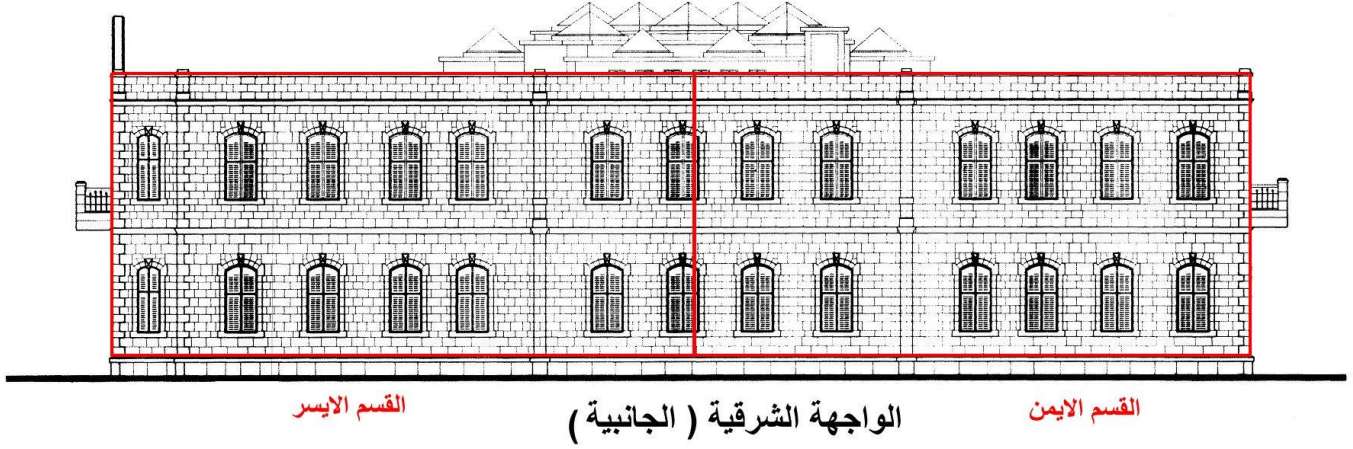 القسم الايمن
الواجهة الشرقية ( الجانبية )
القسم الايسر